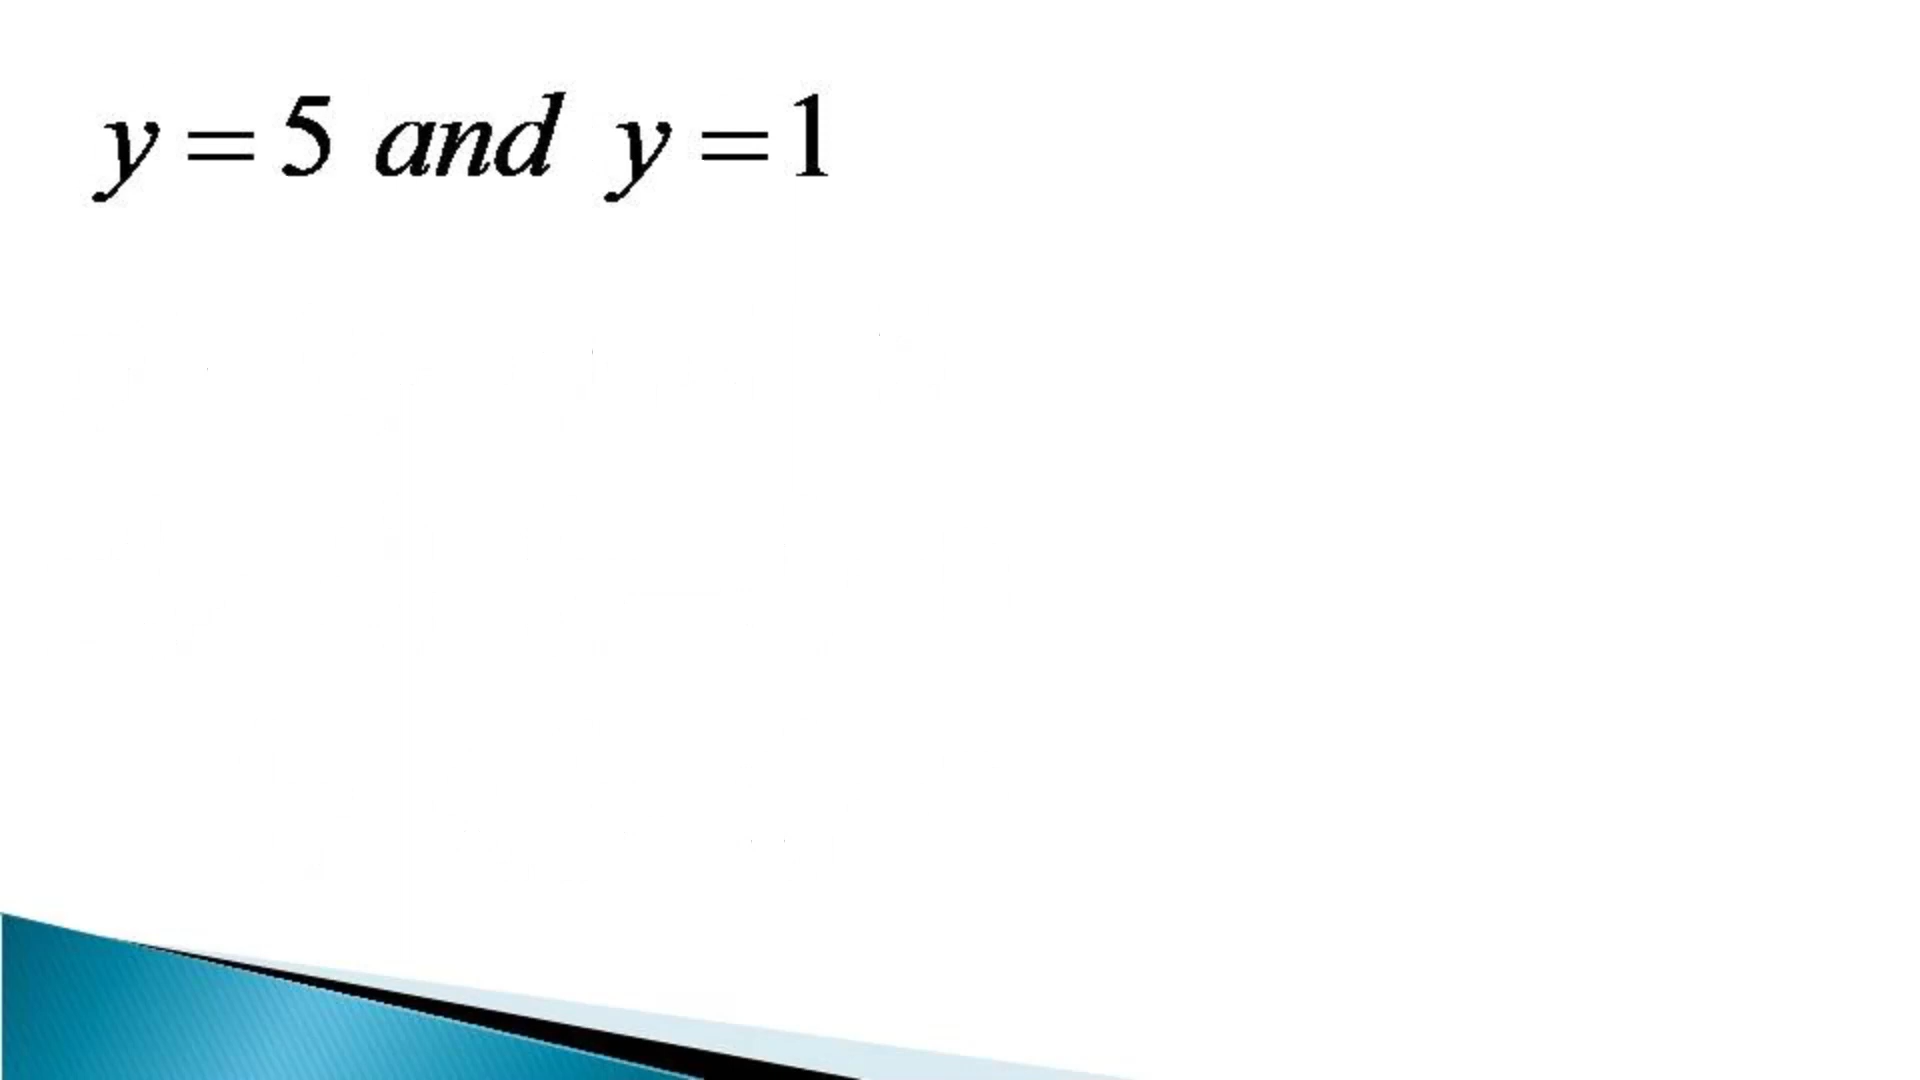 y = 5 and y = 1